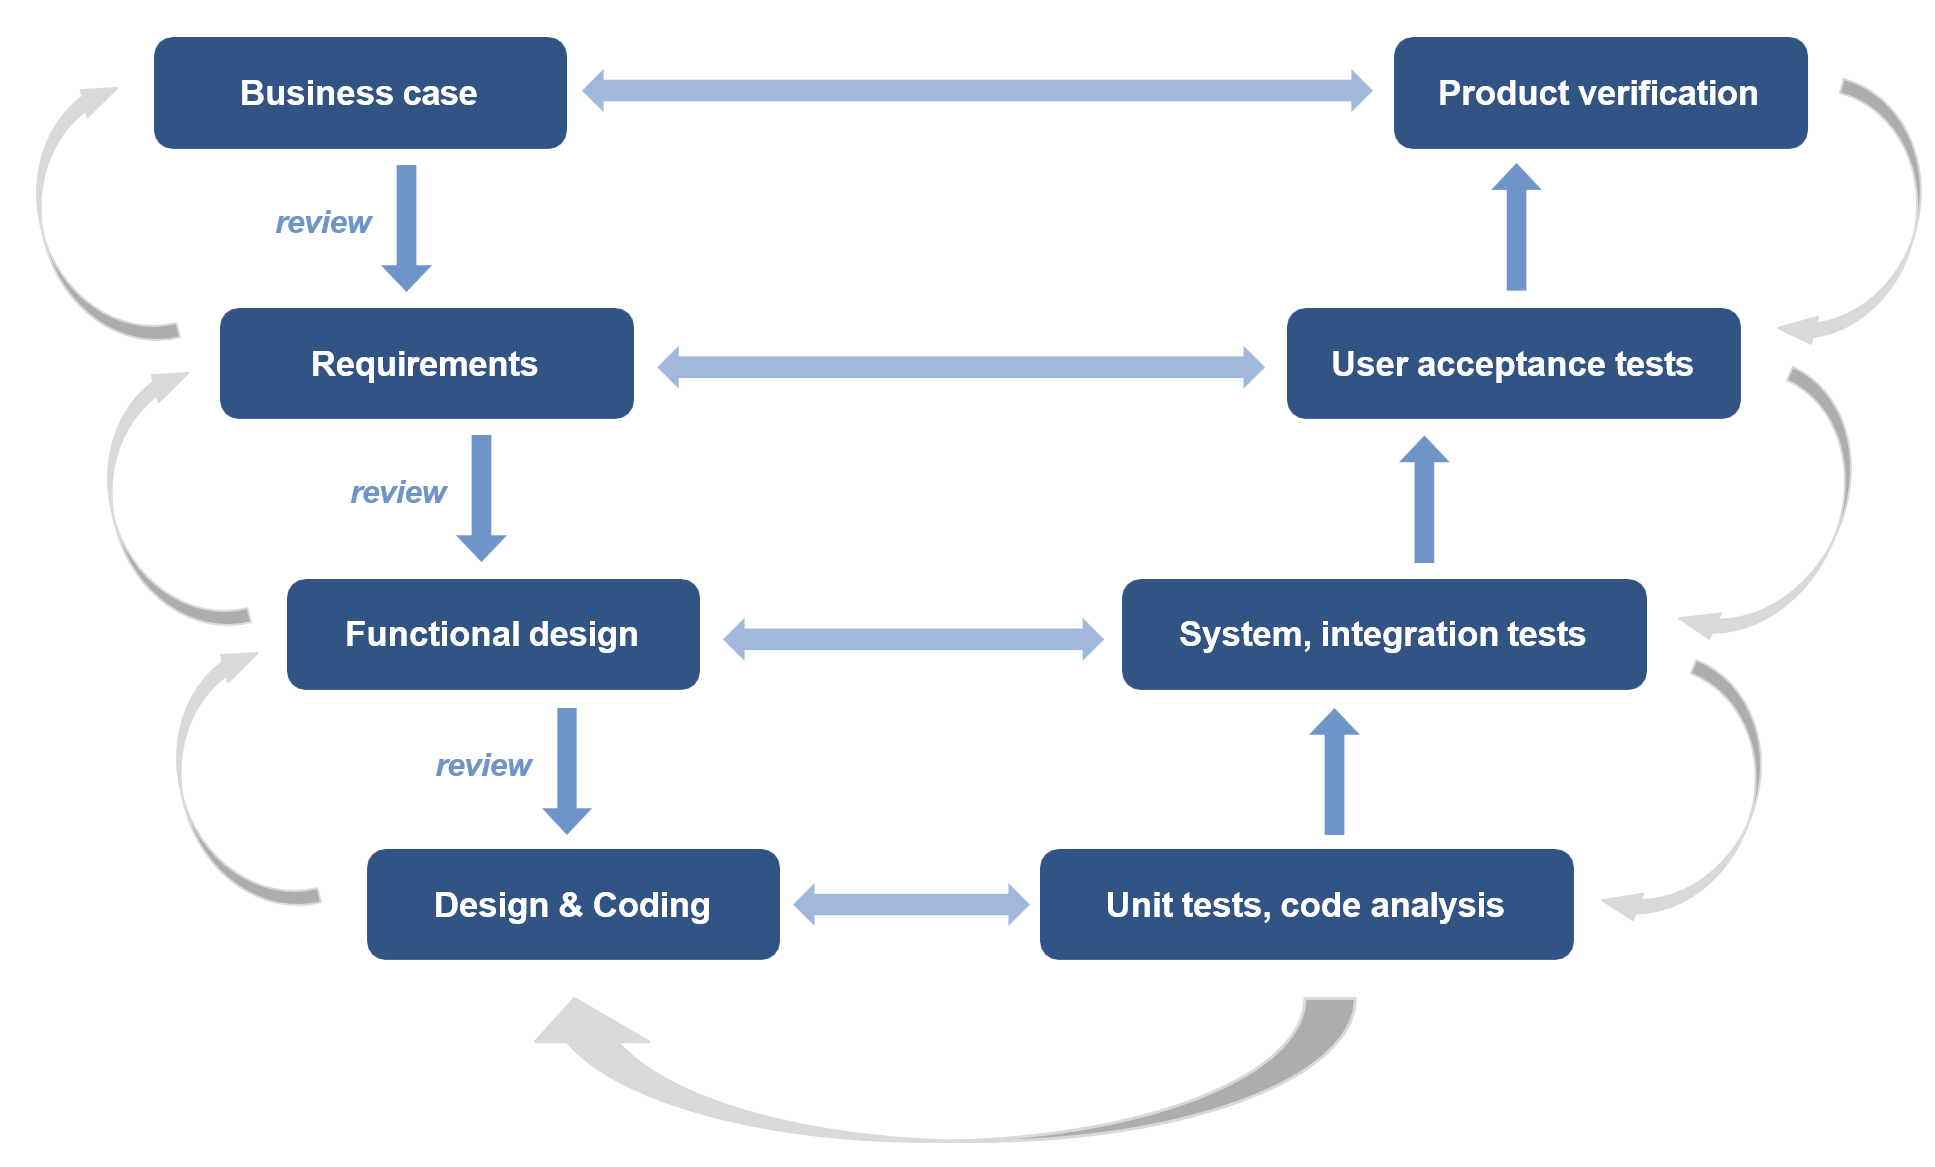 Business case
Product verification
review
Requirements
User acceptance tests
review
Functional design
System, integration tests
review
Design & Coding
Unit tests, code analysis